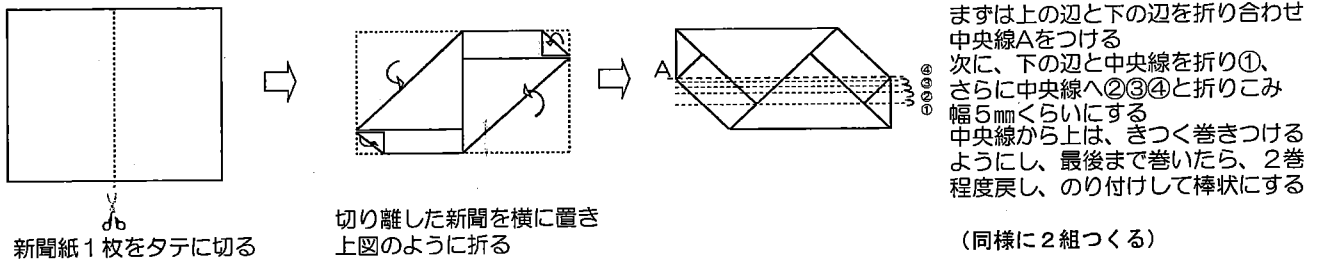 新聞紙1枚をタテに切る
切り離した新聞を横に置き
上図のように折る
A
④
③
②
①
まずは上の辺と下の辺を折り合わせ
中央線Aをつける
次に、下の辺と中央線を折り①、
さらに中央線へ②③④と折りこみ
幅5㎜くらいにする
中央線から上は、きつく巻きつける
ようにし、最後まで巻いたら、2巻
程度戻し、のり付けして棒状にする
(同様に2組つくる)